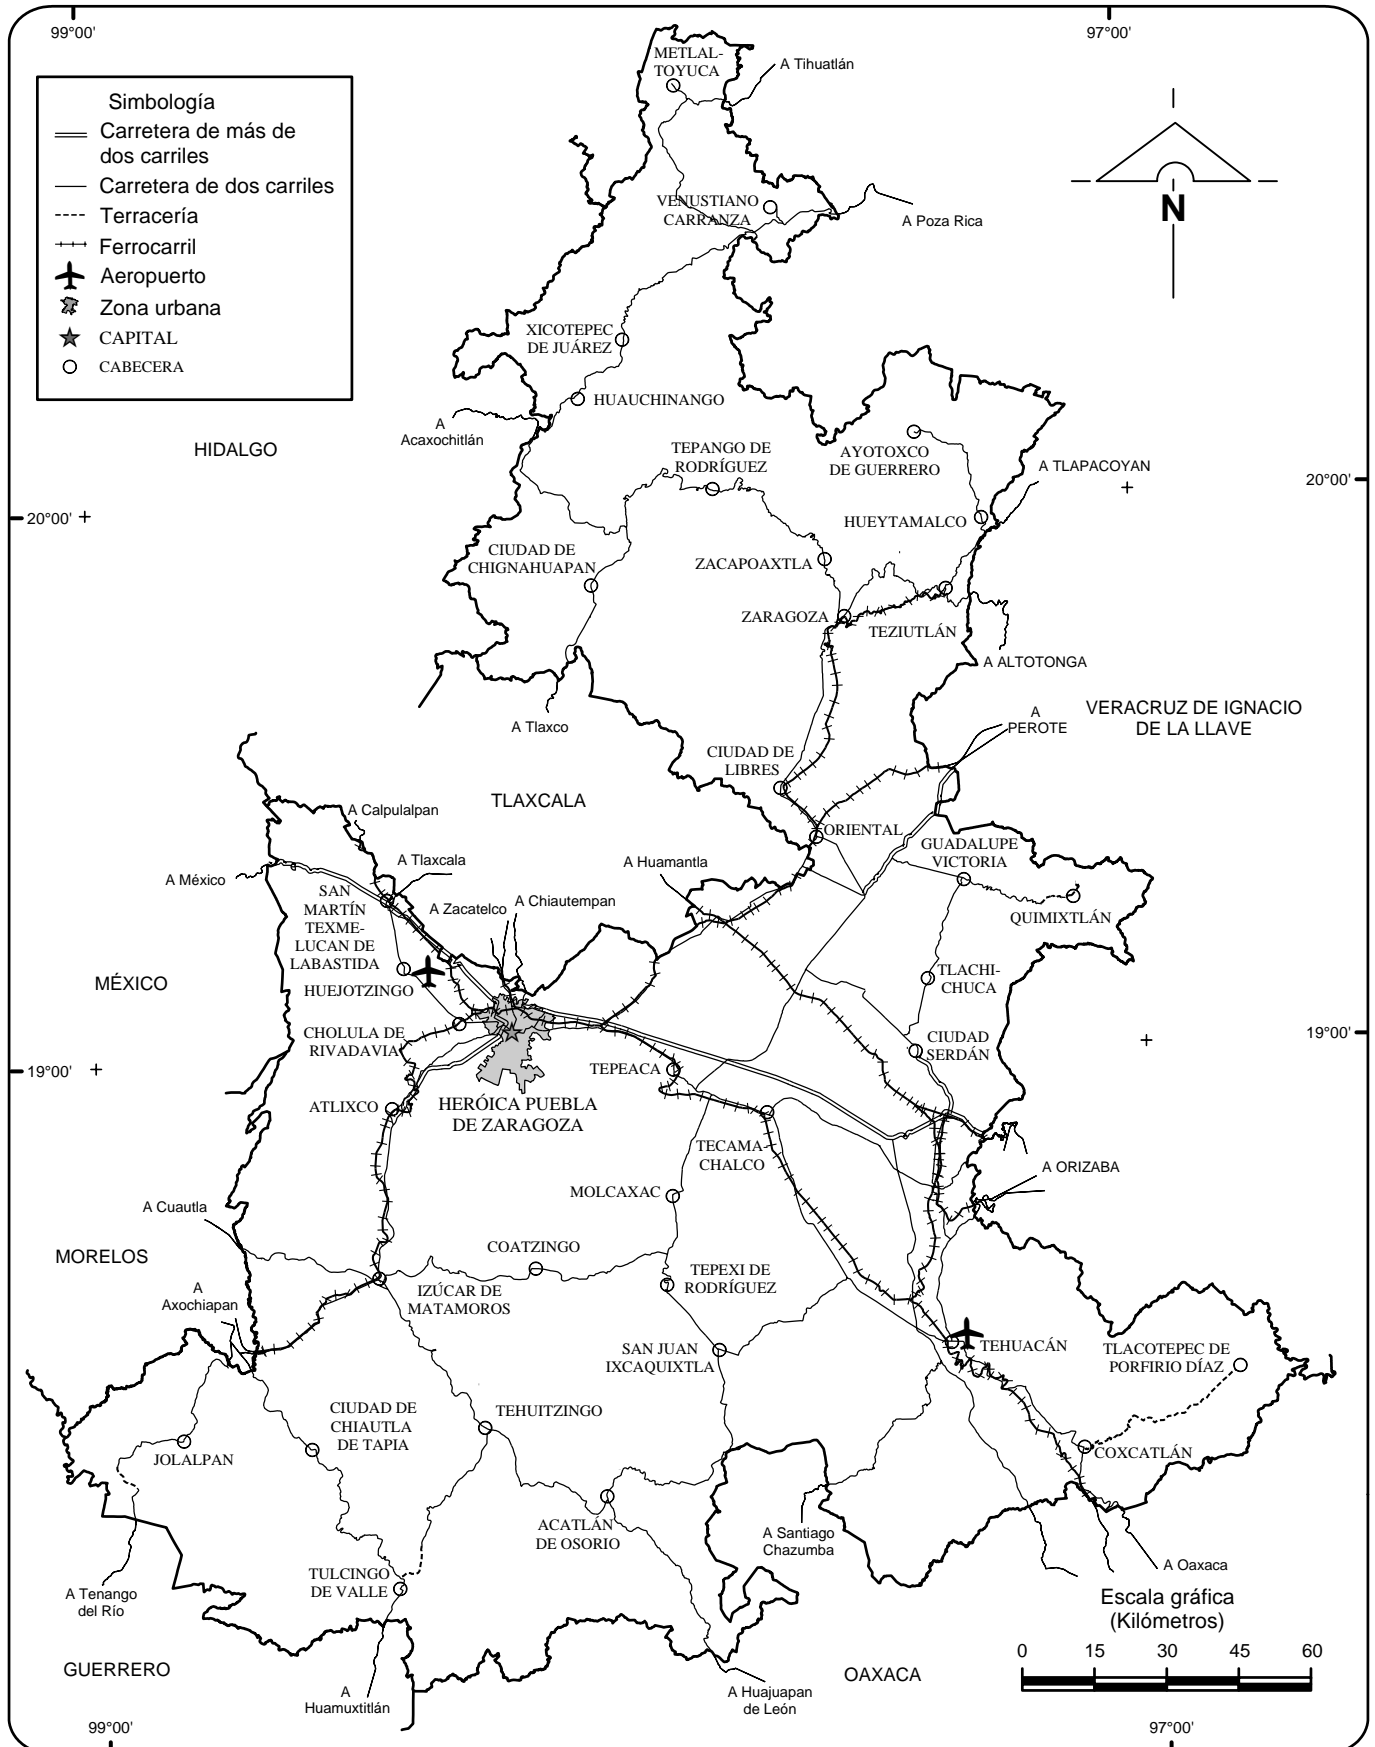 99°00'
97°00'
Simbología
Carretera de más de
dos carriles
Carretera de dos carriles
Terracería
Ferrocarril
Aeropuerto
Zona urbana
CAPITAL
CABECERA
METLAL-
TOYUCA
A Tihuatlán
VENUSTIANO
CARRANZA
A Poza Rica
N
XICOTEPEC
DE JUÁREZ
HUAUCHINANGO
A
Acaxochitlán
HIDALGO
TEPANGO DE
RODRÍGUEZ
AYOTOXCO
DE GUERRERO
A TLAPACOYAN
20°00'
20°00'
HUEYTAMALCO
CIUDAD DE
CHIGNAHUAPAN
ZACAPOAXTLA
ZARAGOZA
TEZIUTLÁN
A ALTOTONGA
A Tlaxco
A
PEROTE
VERACRUZ DE IGNACIO
DE LA LLAVE
CIUDAD DE
LIBRES
TLAXCALA
A Calpulalpan
ORIENTAL
GUADALUPE
VICTORIA
A Tlaxcala
A Huamantla
A México
SAN
MARTÍN
TEXME-
LUCAN DE
LABASTIDA
A Zacatelco
A Chiautempan
QUIMIXTLÁN
MÉXICO
HUEJOTZINGO
TLACHI-
CHUCA
CHOLULA DE
RIVADAVIA
CIUDAD
SERDÁN
19°00'
19°00'
TEPEACA
ATLIXCO
HERÓICA PUEBLA
DE ZARAGOZA
TECAMA-
CHALCO
A ORIZABA
MOLCAXAC
A Cuautla
MORELOS
COATZINGO
A
Axochiapan
IZÚCAR DE
MATAMOROS
TEPEXI DE
RODRÍGUEZ
SAN JUAN
IXCAQUIXTLA
TEHUACÁN
TLACOTEPEC DE
PORFIRIO DÍAZ
CIUDAD DE
CHIAUTLA
DE TAPIA
TEHUITZINGO
JOLALPAN
COXCATLÁN
ACATLÁN
DE OSORIO
A Santiago
Chazumba
A Oaxaca
TULCINGO
DE VALLE
A Tenango
del Río
Escala gráfica
(Kilómetros)
0 15 30 45 60
GUERRERO
OAXACA
A
Huamuxtitlán
A Huajuapan
de León
99°00'
97°00'